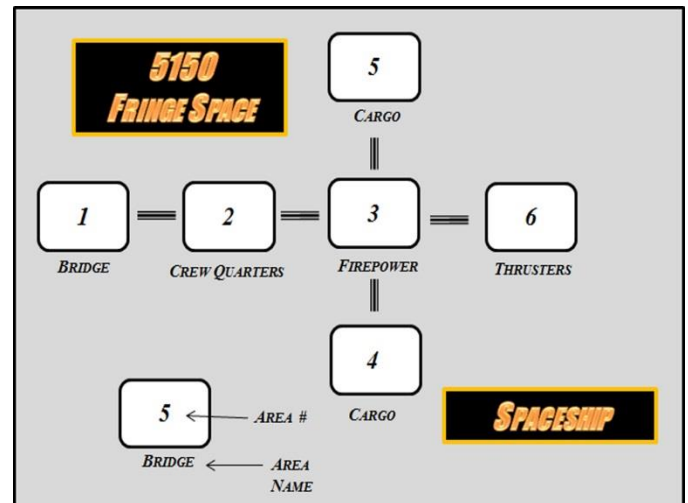 5150
FRINGE SPACE
5
CARGO
1
2
3
6
BRIDGE
CREW QUARTERS
FIREPOWER
THRUSTERS
4
CARGO
5
AREA #
BRIDGE
AREA
NAME
SPACESHIP